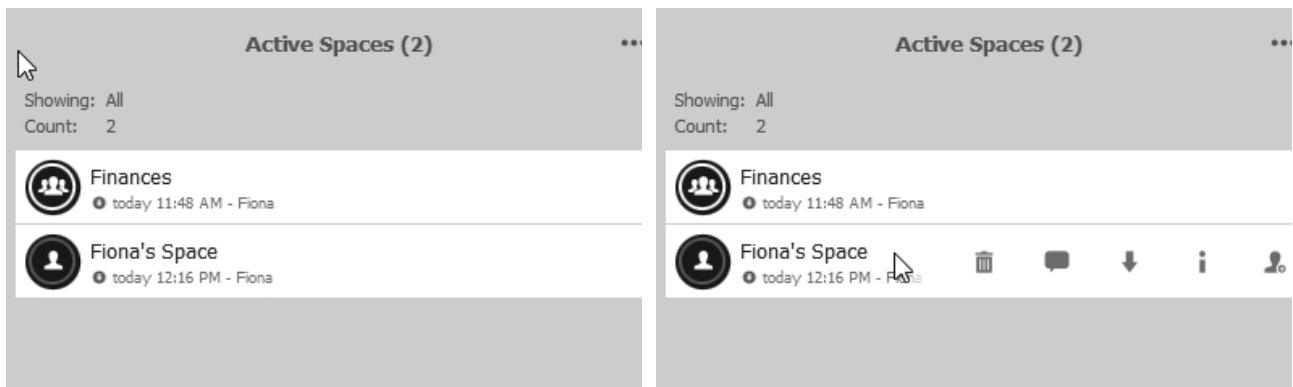 Active Spaces (2)
Showing: All
Count: 2
Finances
today 11:48 AM - Fiona
Fiona's Space
today 12:16 PM - Fiona
Active Spaces (2)
Showing: All
Count: 2
Finances
today 11:48 AM - Fiona
Fiona's Space
today 12:16 PM - Fiona